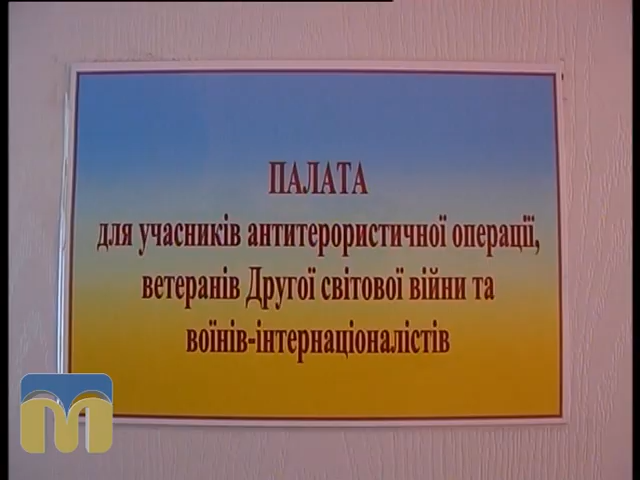 ПАЛАТА
для учасників антитерористичної операції,
ветеранів Другої світової війни та
воїнів-інтернаціоналістів
M